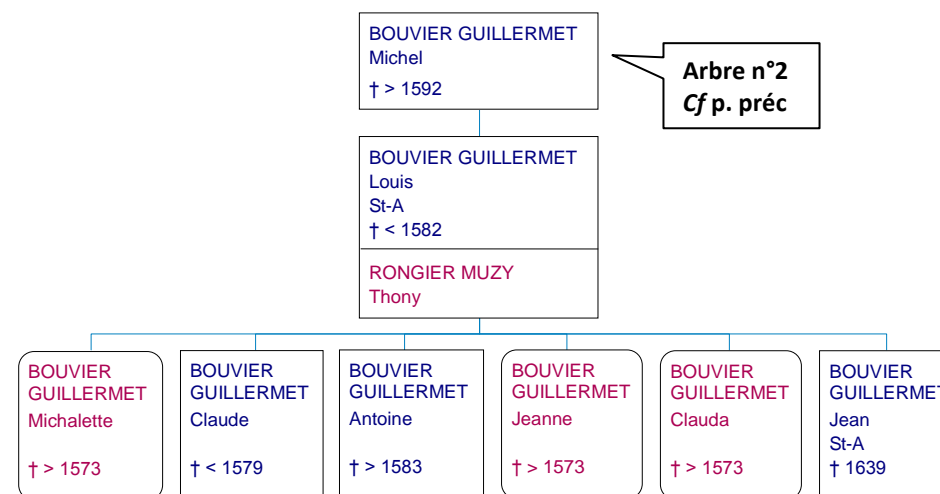 BOUVIER GUILLERMET
Michel
† > 1592
Arbre n°2
Cf p. préc
BOUVIER GUILLERMET
Louis
St-A
† < 1582
RONGIER MUZY
Thony
BOUVIER
GUILLERMET
Michalette
† > 1573
BOUVIER
GUILLERMET
Claude
† < 1579
BOUVIER
GUILLERMET
Antoine
† > 1583
BOUVIER
GUILLERMET
Jeanne
† > 1573
BOUVIER
GUILLERMET
Clauda
† > 1573
BOUVIER
GUILLERMET
Jean
St-A
† 1639